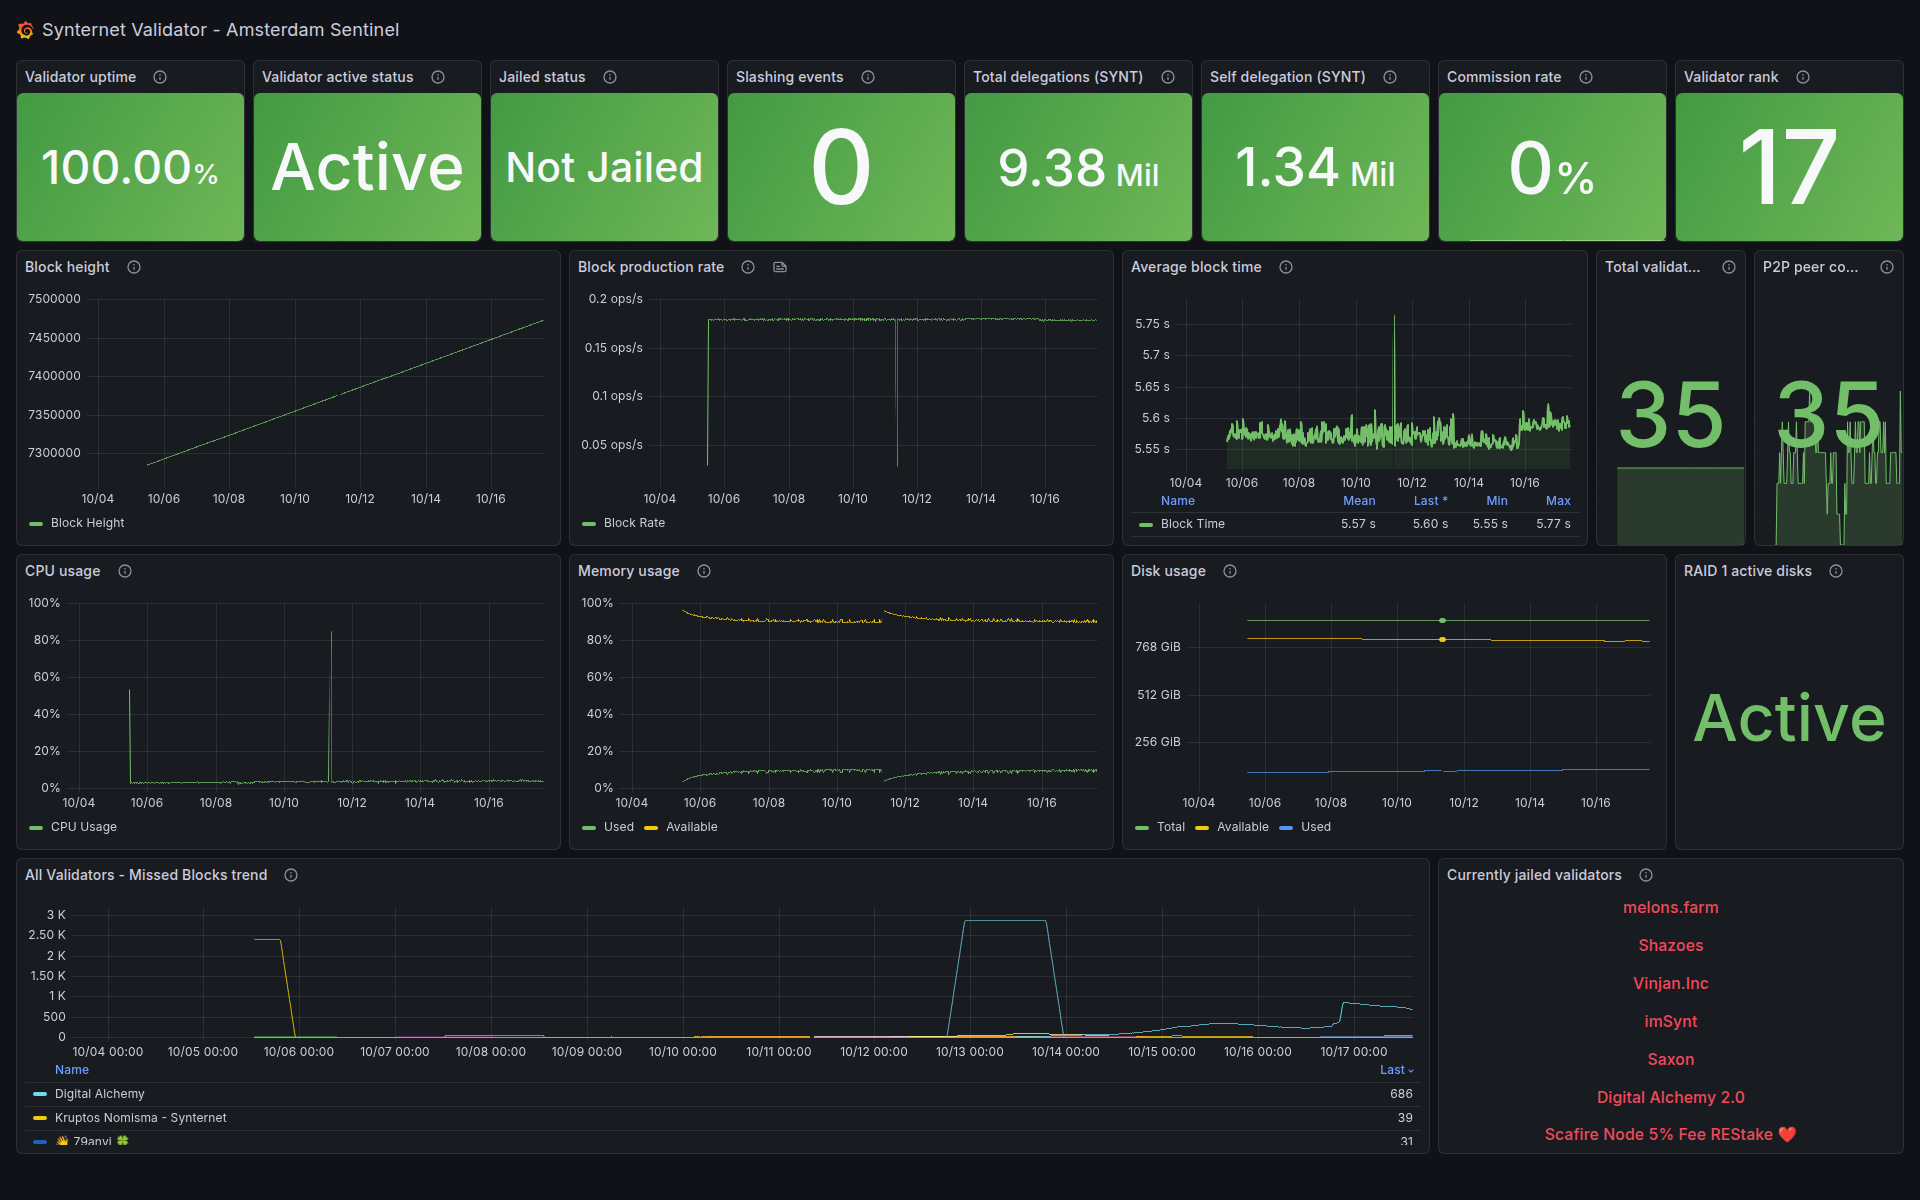 Synternet Validator - Amsterdam Sentinel
Validator uptime
100.00%
Validator active status
Active
Jailed status
Not Jailed
Slashing events
0
Total delegations (SYNT)
9.38 Mil
Self delegation (SYNT)
1.34 Mil
Commission rate
0%
Validator rank
17
Block height
7500000
7450000
7400000
7350000
7300000
10/04 10/06 10/08 10/10 10/12 10/14 10/16
Block Height
Block production rate
0.2 ops/s
0.15 ops/s
0.1 ops/s
0.05 ops/s
10/04 10/06 10/08 10/10 10/12 10/14 10/16
Block Rate
Average block time
5.75 s
5.7 s
5.65 s
5.6 s
5.55 s
10/04 10/06 10/08 10/10 10/12 10/14 10/16
Name Mean Last * Min Max
Block Time 5.57 s 5.60 s 5.55 s 5.77 s
Total validat...
35
P2P peer co...
35
CPU usage
100%
80%
60%
40%
20%
0%
10/04 10/06 10/08 10/10 10/12 10/14 10/16
CPU Usage
Memory usage
100%
80%
60%
40%
20%
0%
10/04 10/06 10/08 10/10 10/12 10/14 10/16
Used Available
Disk usage
768 GiB
512 GiB
256 GiB
10/04 10/06 10/08 10/10 10/12 10/14 10/16
Total Available Used
RAID 1 active disks
Active
All Validators - Missed Blocks trend
3 K
2.50 K
2 K
1.50 K
1 K
500
0
10/04 00:00 10/05 00:00 10/06 00:00 10/07 00:00 10/08 00:00 10/09 00:00 10/10 00:00 10/11 00:00 10/12 00:00 10/13 00:00 10/14 00:00 10/15 00:00 10/16 00:00 10/17 00:00
Name Last
Digital Alchemy 686
Kruptos Nomisma - Synternet 39
👋 79anvi 🍀 31
Currently jailed validators
melons.farm
Shazoes
Vinjan.Inc
imSynt
Saxon
Digital Alchemy 2.0
Scafire Node 5% Fee REStake ❤️